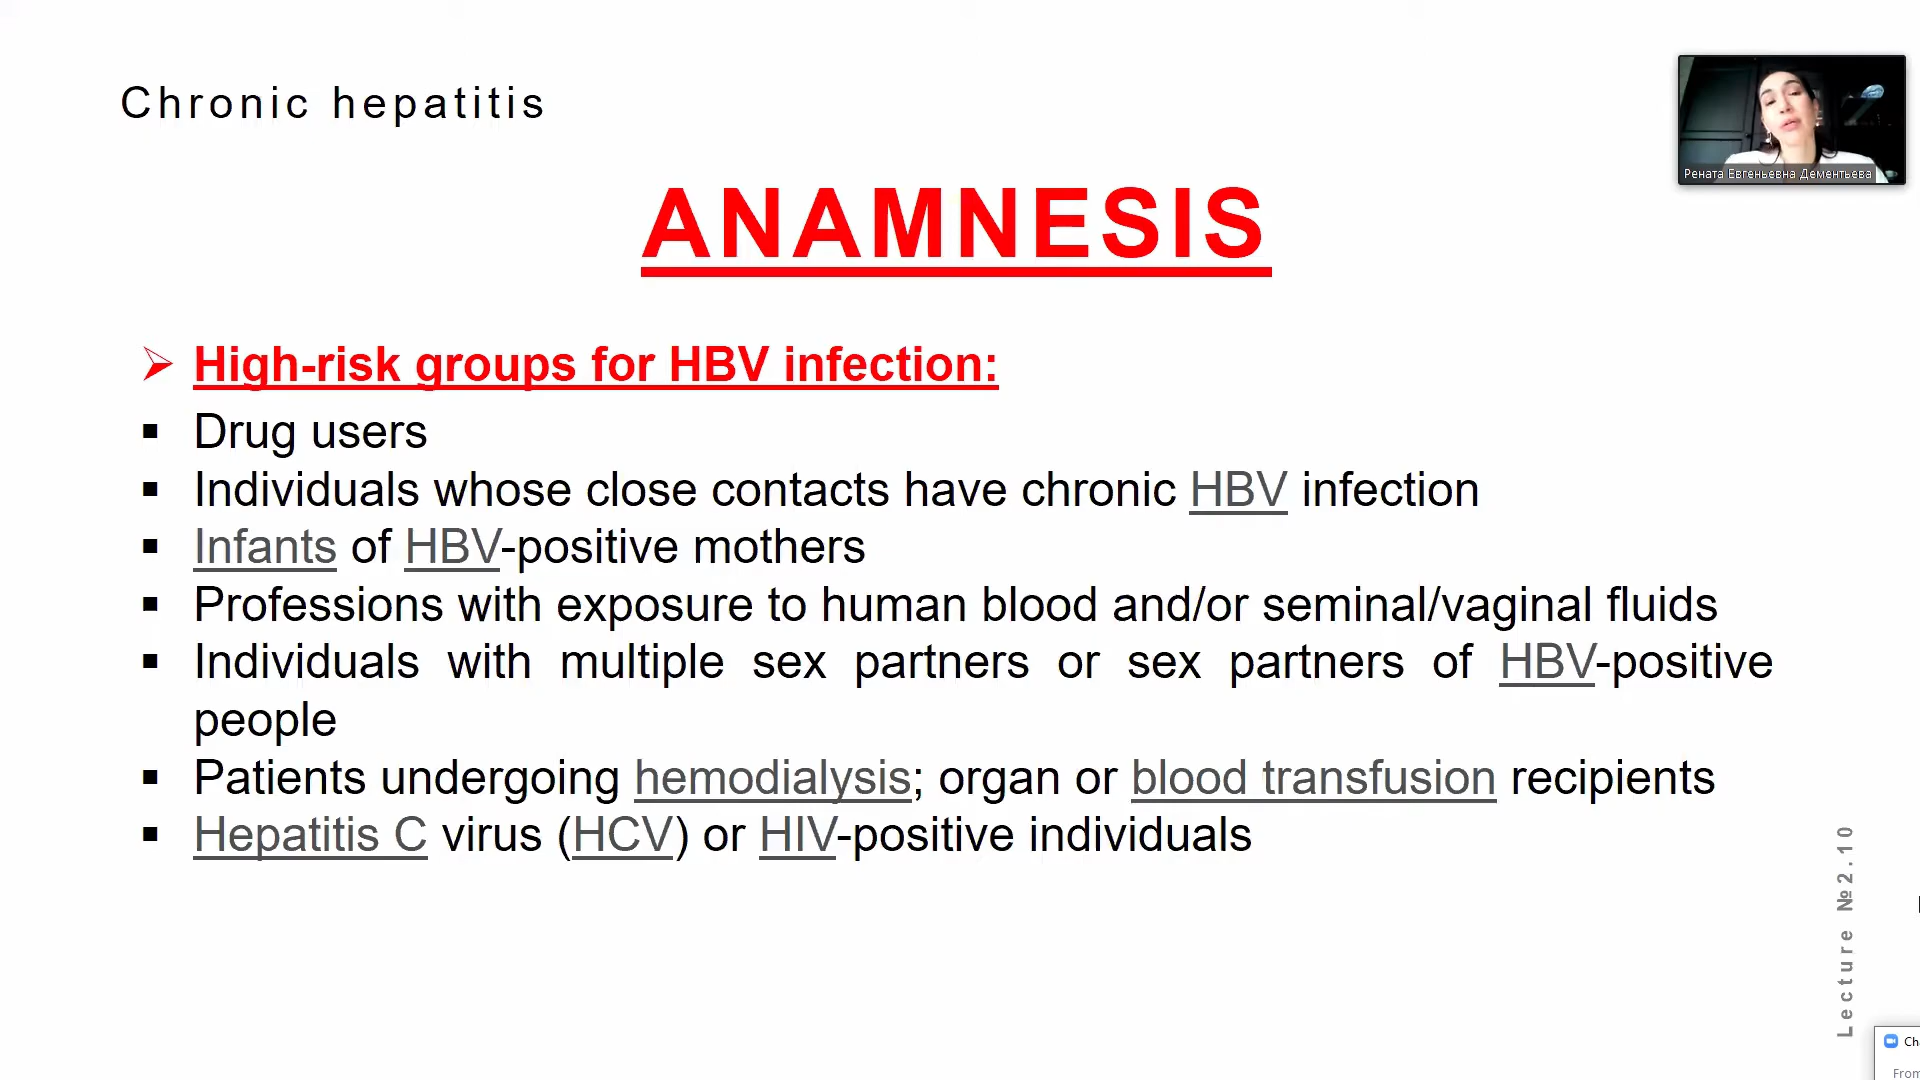 Chronic hepatitis
Рената Евгеньевна Дементьева
ANAMNESIS
➢ High-risk groups for HBV infection:
▪ Drug users
▪ Individuals whose close contacts have chronic HBV infection
▪ Infants of HBV-positive mothers
▪ Professions with exposure to human blood and/or seminal/vaginal fluids
▪ Individuals with multiple sex partners or sex partners of HBV-positive
people
▪ Patients undergoing hemodialysis; organ or blood transfusion recipients
▪ Hepatitis C virus (HCV) or HIV-positive individuals
Lecture №2.10
From